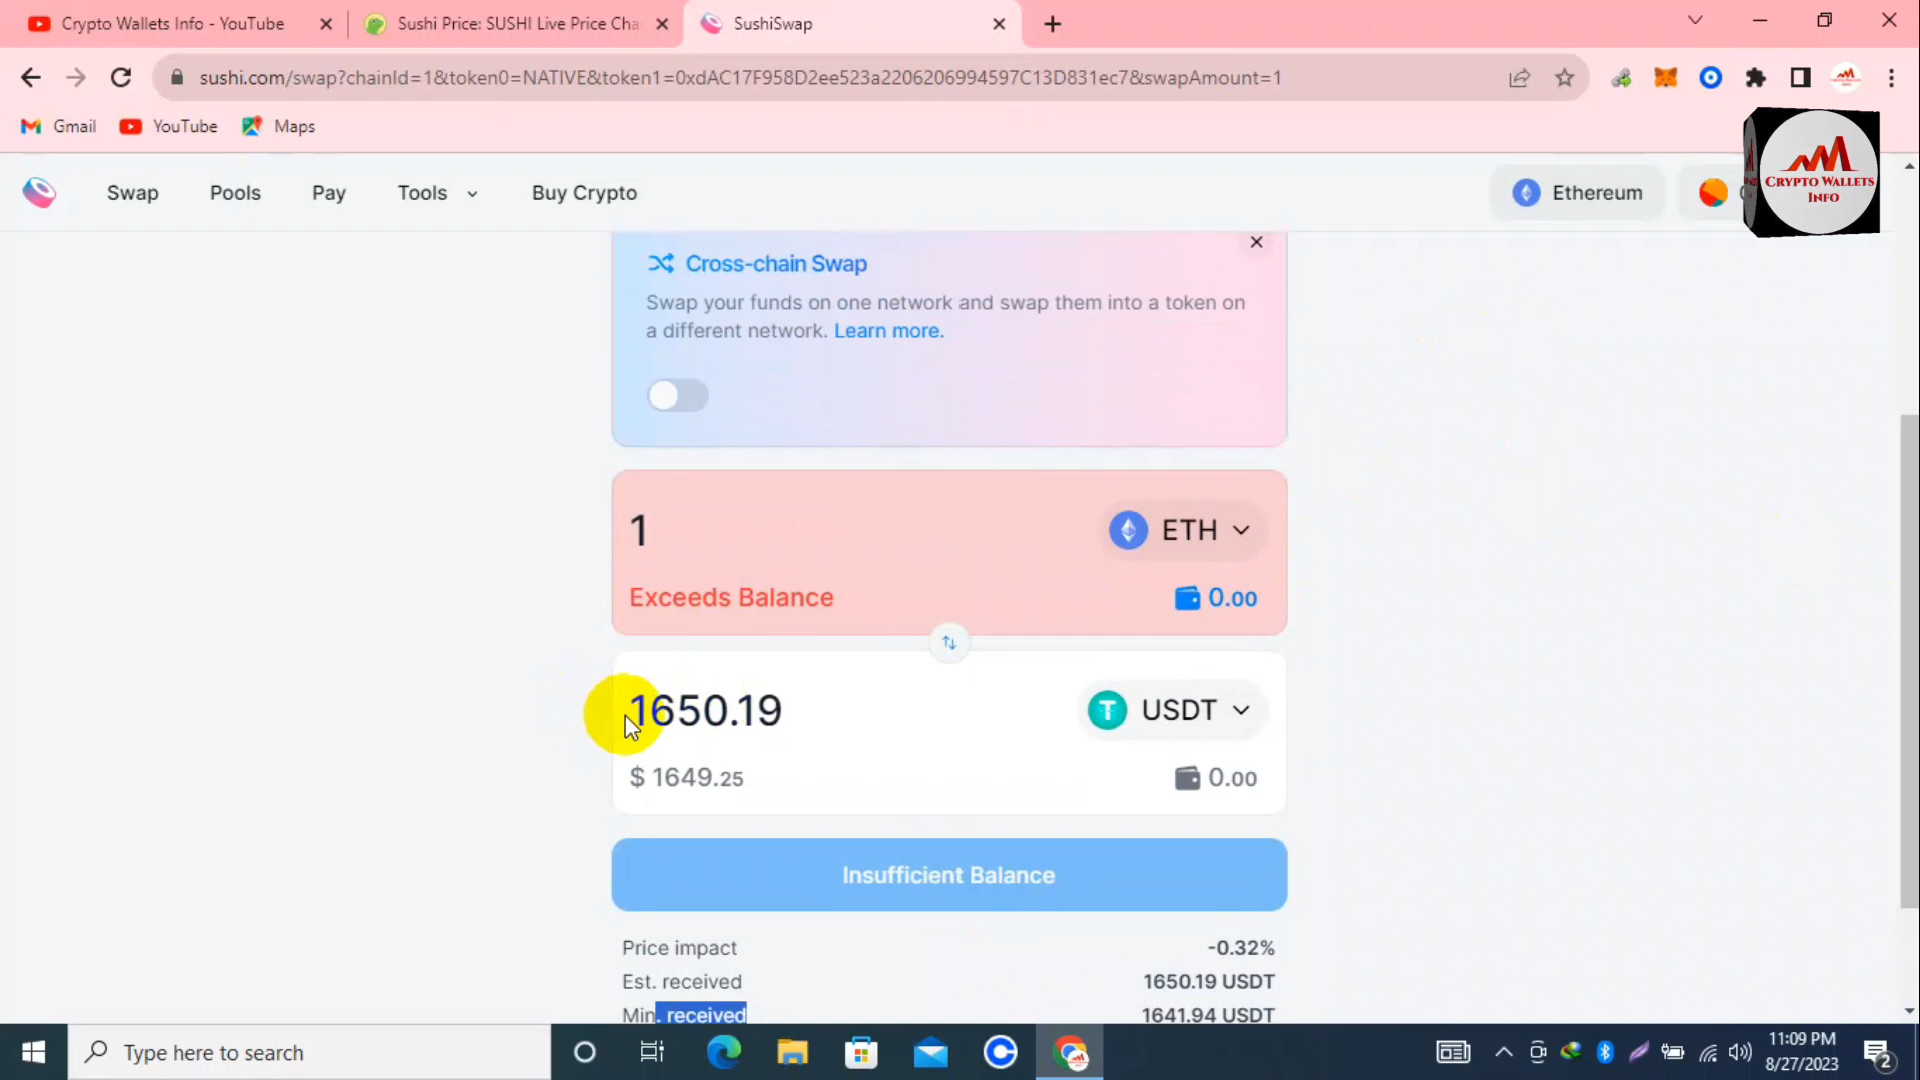 Crypto Wallets Info - YouTube
Sushi Price: SUSHI Live Price Cha
SushiSwap
sushi.com/swap?chainId=1&token0=NATIVE&token1=0xdAC17F958D2ee523a2206206994597C13D831ec7&swapAmount=1
Gmail YouTube Maps
CRYPTO WALLETS
INFO
Swap Pools Pay Tools Buy Crypto Ethereum
Cross-chain Swap
Swap your funds on one network and swap them into a token on
a different network. Learn more.
1 ETH
Exceeds Balance 0.00
1650.19 USDT
$ 1649.25 0.00
Insufficient Balance
Price impact -0.32%
Est. received 1650.19 USDT
Min. received 1641.94 USDT
Type here to search
11:09 PM
8/27/2023
2